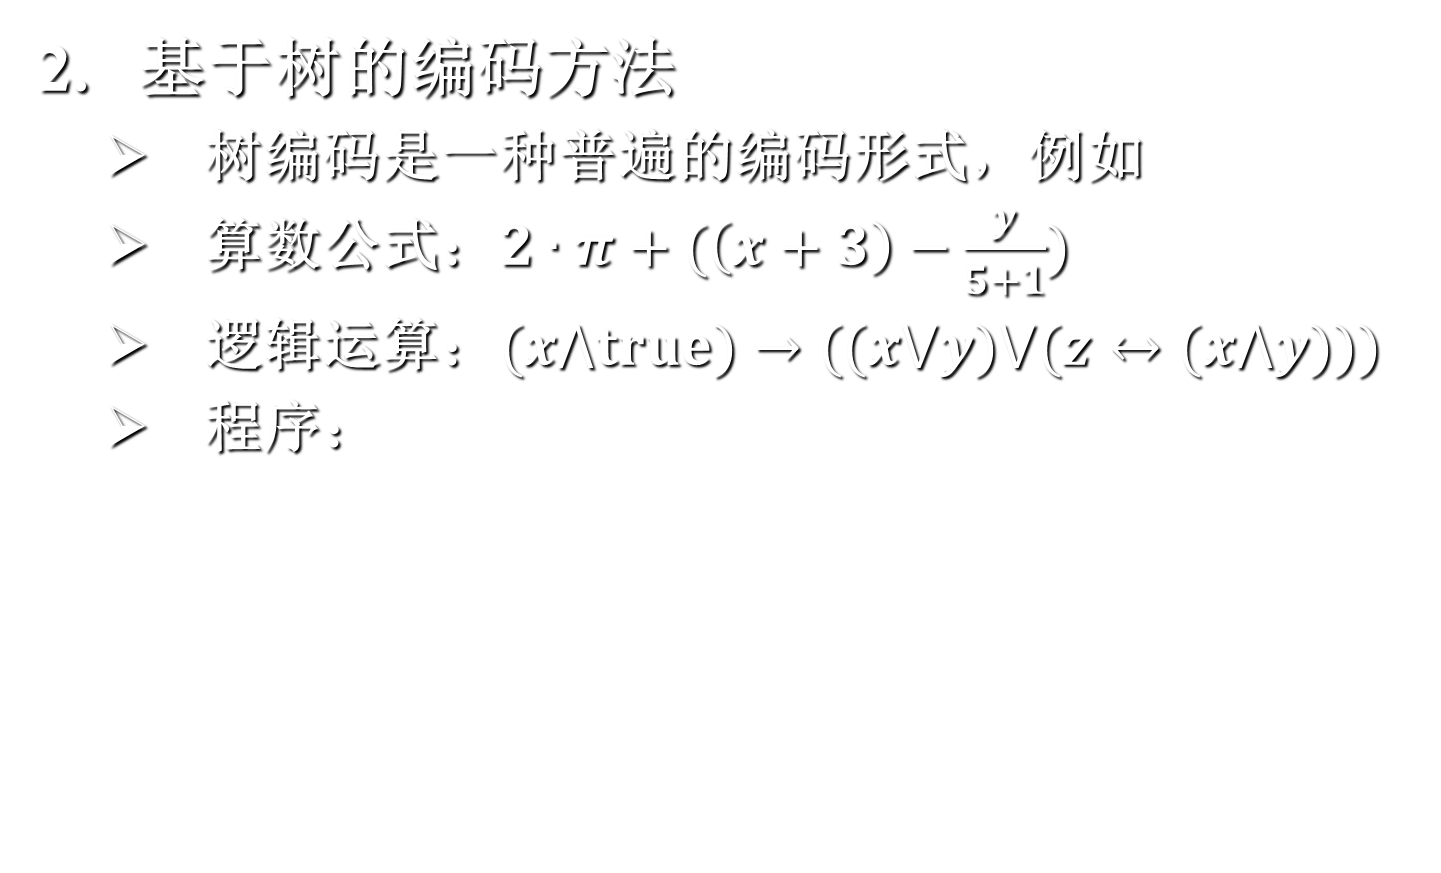 2. 基于树的编码方法
➢ 树编码是一种普遍的编码形式，例如
➢ 算数公式：2 · π + ((x + 3) − y/(5+1))
➢ 逻辑运算：(x∧true) → ((x∨y)∨(z ↔ (x∧y)))
➢ 程序：